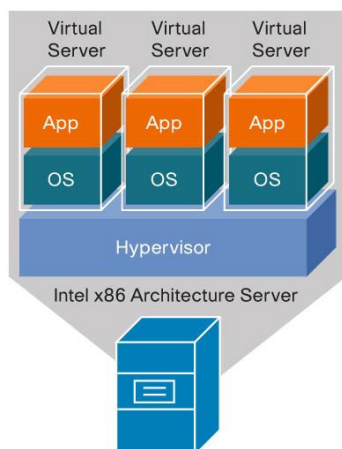 Virtual Server
Virtual Server
Virtual Server
App
App
App
OS
OS
OS
Hypervisor
Intel x86 Architecture Server